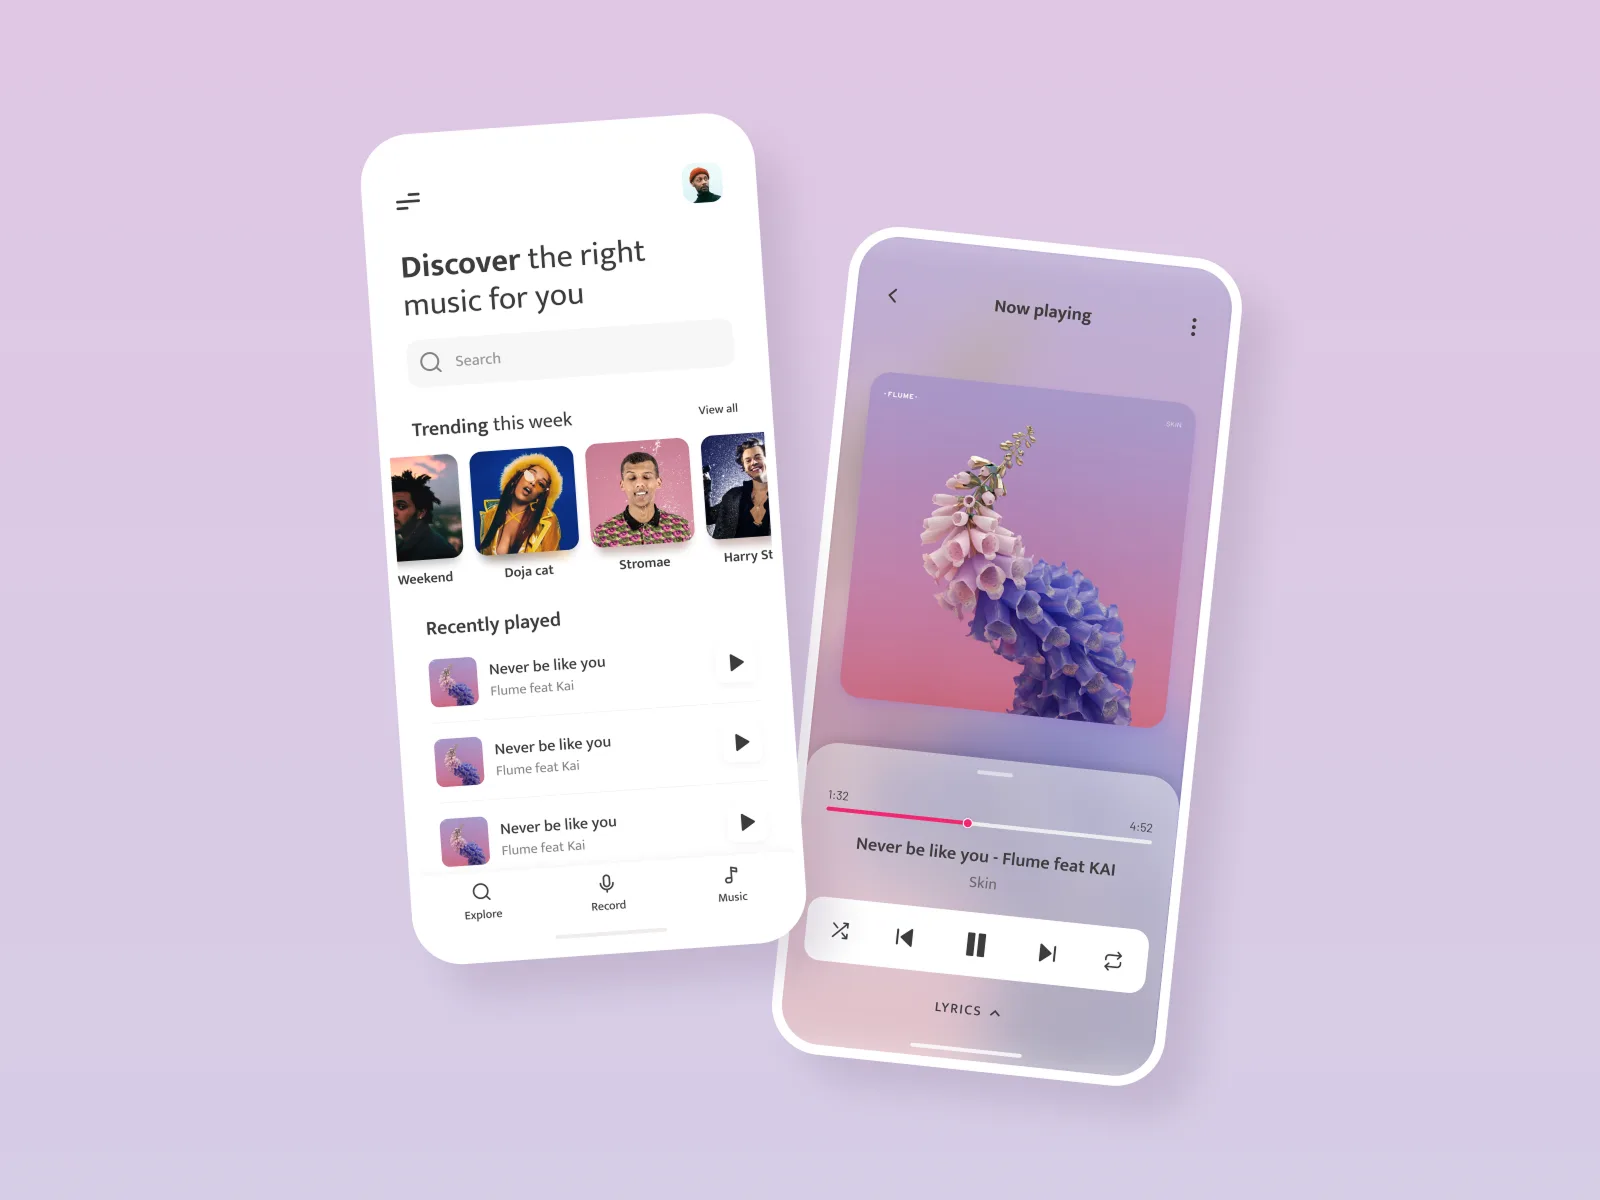 Discover the right
music for you
Search
Trending this week
View all
Weekend
Doja cat
Stromae
Harry St
Recently played
Never be like you
Flume feat Kai
Never be like you
Flume feat Kai
Never be like you
Flume feat Kai
Explore
Record
Music
Now playing
-FLUME-
Skin
1:32
4:52
Never be like you - Flume feat KAI
Skin
LYRICS